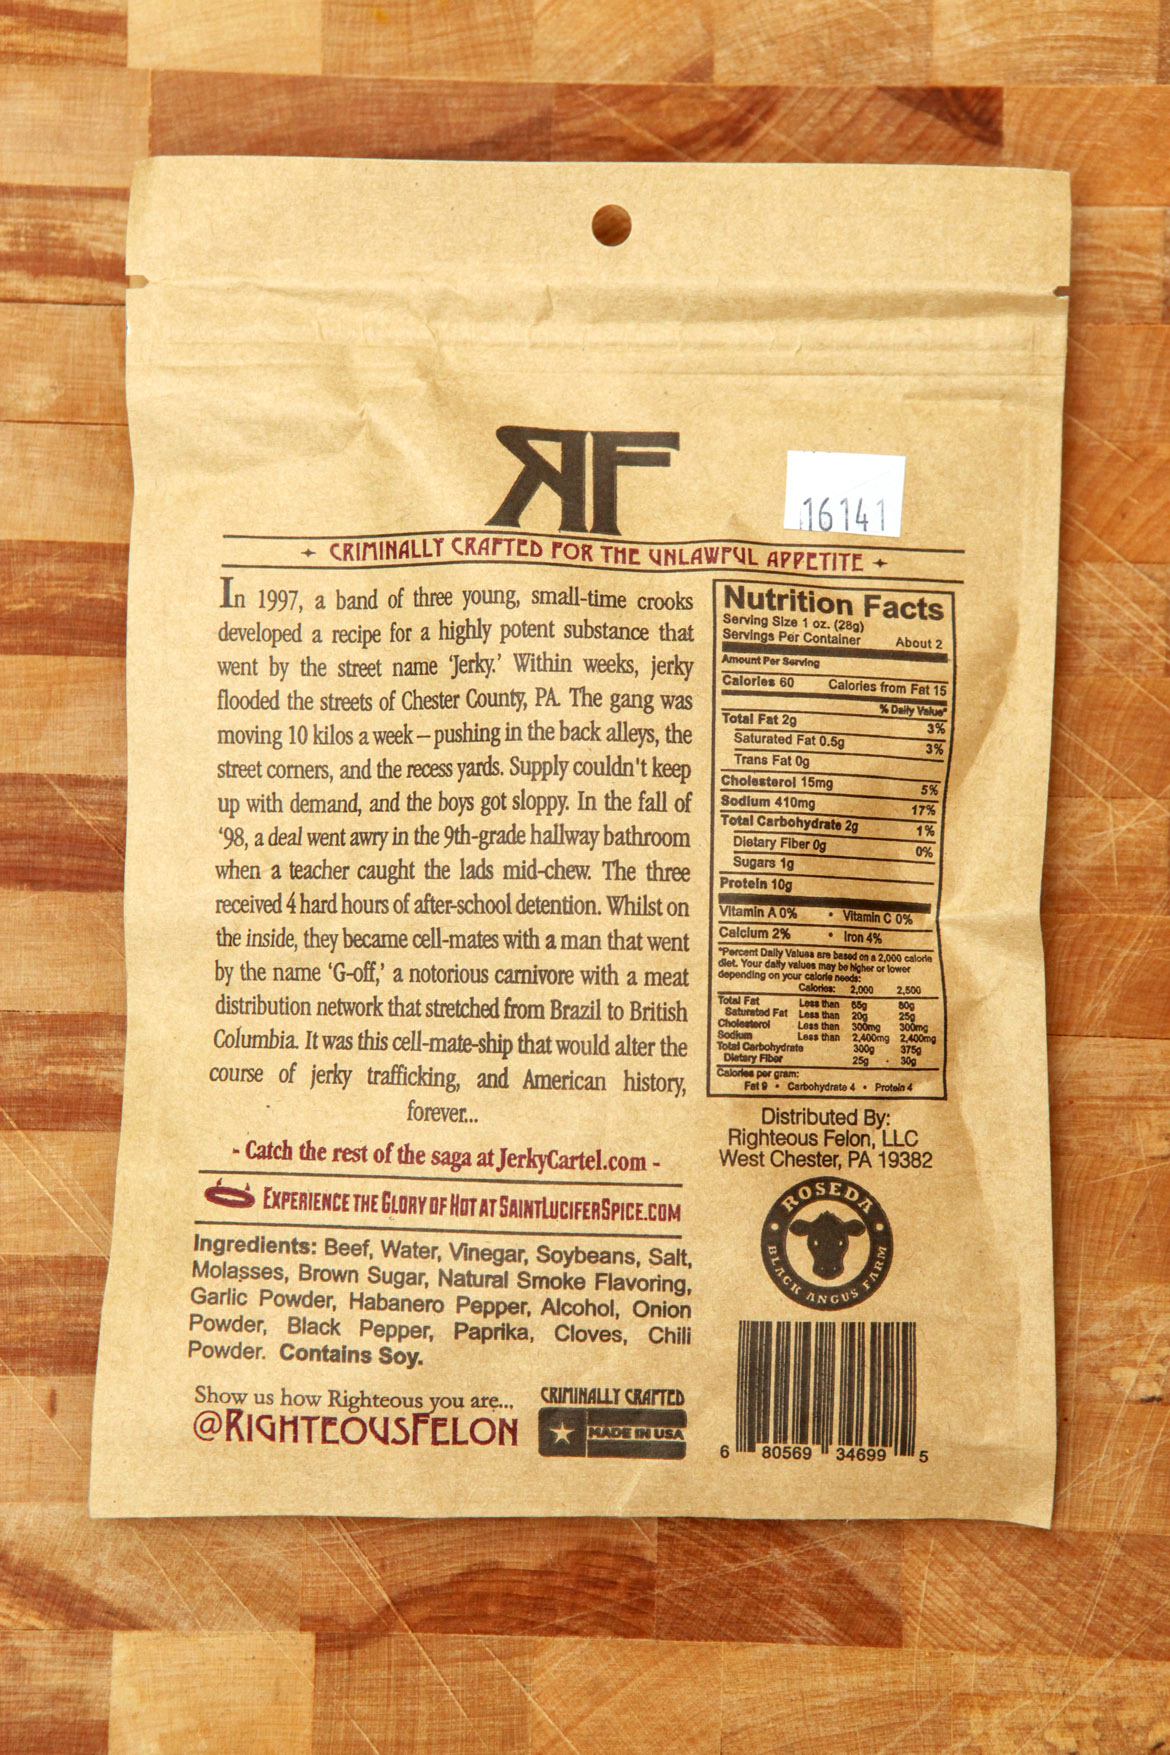 RF
16141
CRIMINALLY CRAFTED FOR THE UNLAWFUL APPETITE
In 1997, a band of three young, small-time crooks
developed a recipe for a highly potent substance that
went by the street name ‘Jerky.’ Within weeks, jerky
flooded the streets of Chester County, PA. The gang was
moving 10 kilos a week – pushing in the back alleys, the
street corners, and the recess yards. Supply couldn't keep
up with demand, and the boys got sloppy. In the fall of
‘98, a deal went awry in the 9th-grade hallway bathroom
when a teacher caught the lads mid-chew. The three
received 4 hard hours of after-school detention. Whilst on
the inside, they became cell-mates with a man that went
by the name ‘G-off,’ a notorious carnivore with a meat
distribution network that stretched from Brazil to British
Columbia. It was this cell-mate-ship that would alter the
course of jerky trafficking, and American history,
forever...
- Catch the rest of the saga at JerkyCartel.com -
EXPERIENCE THE GLORY OF HOT AT SAINTLUCIFERSPICE.COM
Ingredients: Beef, Water, Vinegar, Soybeans, Salt,
Molasses, Brown Sugar, Natural Smoke Flavoring,
Garlic Powder, Habanero Pepper, Alcohol, Onion
Powder, Black Pepper, Paprika, Cloves, Chili
Powder. Contains Soy.
Show us how Righteous you are...
@RIGHTEOUSFELON
CRIMINALLY CRAFTED
MADE IN USA
Nutrition Facts
Serving Size 1 oz. (28g)
Servings Per Container About 2
Amount Per Serving
Calories 60 Calories from Fat 15
% Daily Value*
Total Fat 2g 3%
Saturated Fat 0.5g 3%
Trans Fat 0g
Cholesterol 15mg 5%
Sodium 410mg 17%
Total Carbohydrate 2g 1%
Dietary Fiber 0g 0%
Sugars 1g
Protein 10g
Vitamin A 0% • Vitamin C 0%
Calcium 2% • Iron 4%
*Percent Daily Values are based on a 2,000 calorie
diet. Your daily values may be higher or lower
depending on your calorie needs:
Calories: 2,000 2,500
Total Fat Less than 65g 80g
Saturated Fat Less than 20g 25g
Cholesterol Less than 300mg 300mg
Sodium Less than 2,400mg 2,400mg
Total Carbohydrate 300g 375g
Dietary Fiber 25g 30g
Calories per gram:
Fat 9 • Carbohydrate 4 • Protein 4
Distributed By:
Righteous Felon, LLC
West Chester, PA 19382
ROSEDA
BLACK ANGUS FARM
6 80569 34699 5